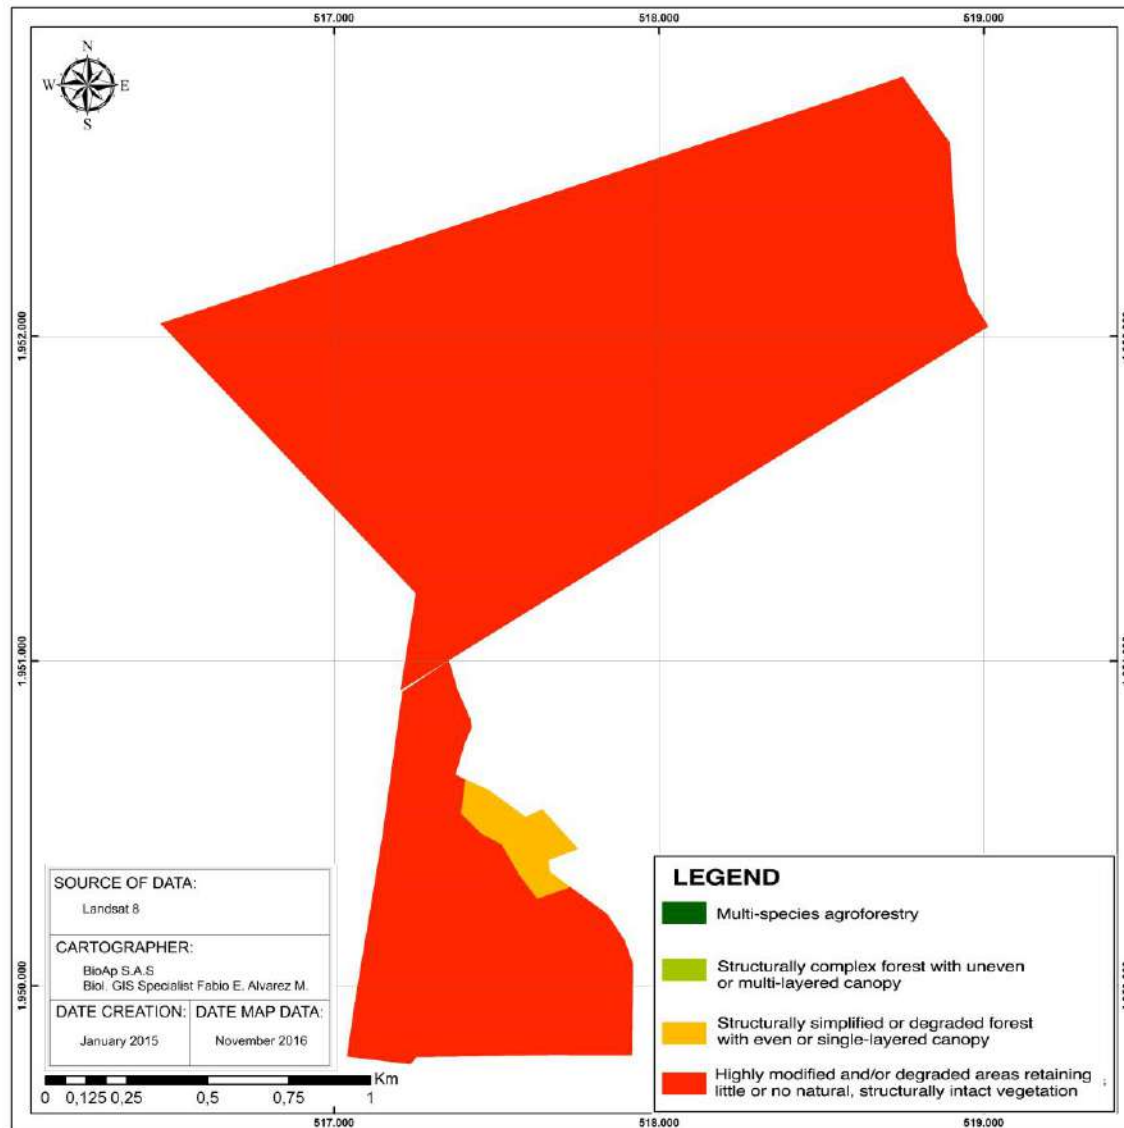 517.000 518.000 519.000
N
W E
S
1.952.000
1.951.000
1.950.000
SOURCE OF DATA:
Landsat 8
CARTOGRAPHER:
BioAp S.A.S
Biol. GIS Specialist Fabio E. Alvarez M.
DATE CREATION: DATE MAP DATA:
January 2015 November 2016
Km
0 0,125 0,25 0,5 0,75 1
LEGEND
Multi-species agroforestry
Structurally complex forest with uneven
or multi-layered canopy
Structurally simplified or degraded forest
with even or single-layered canopy
Highly modified and/or degraded areas retaining
little or no natural, structurally intact vegetation
517.000 518.000 519.000